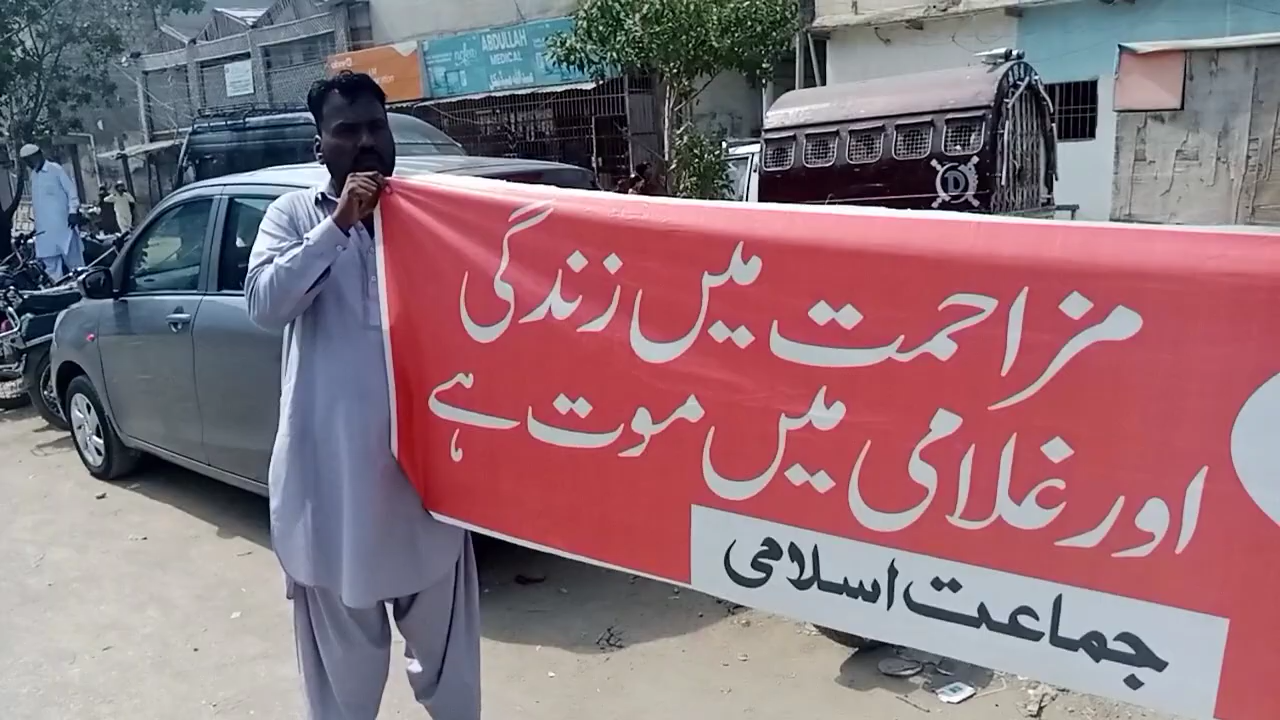 ABDULLAH
MEDICAL
مزاحمت میں زندگی
اور غلامی میں موت ہے
جماعت اسلامی
D